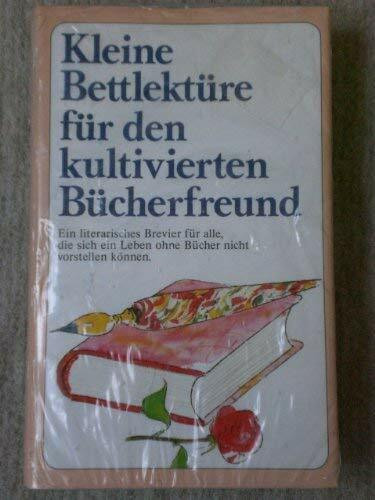 Kleine
Bettlektüre
für den
kultivierten
Bücherfreund
Ein literarisches Brevier für alle,
die sich ein Leben ohne Bücher nicht
vorstellen können.